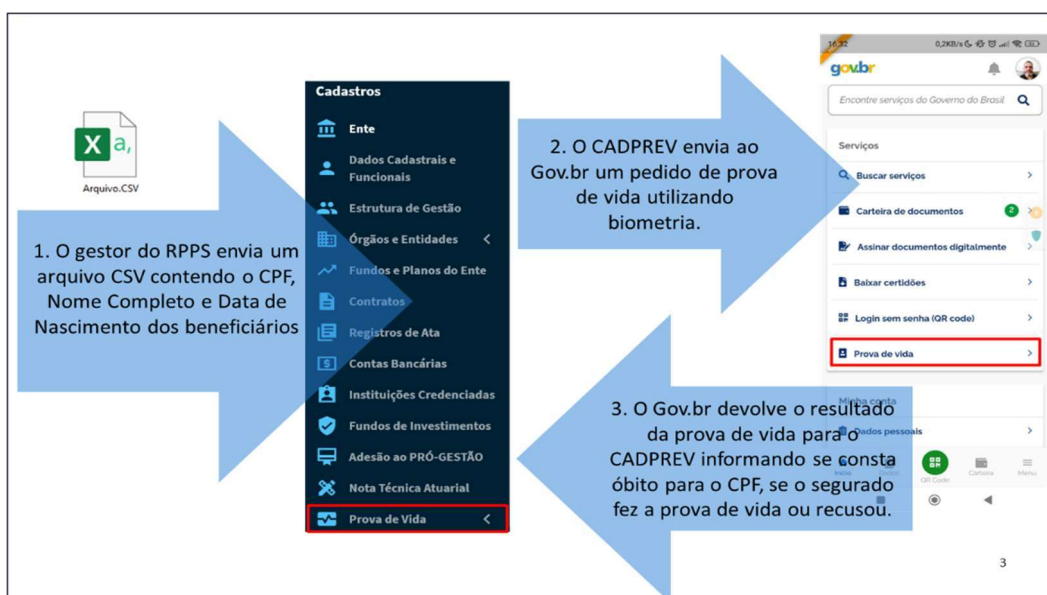 X a,
Arquivo.CSV
1. O gestor do RPPS envia um
arquivo CSV contendo o CPF,
Nome Completo e Data de
Nascimento dos beneficiários
Cadastros
Ente
Dados Cadastrais e
Funcionais
Estrutura de Gestão
Órgãos e Entidades
Fundos e Planos do Ente
Contratos
Registros de Ata
Contas Bancárias
Instituições Credenciadas
Fundos de Investimentos
Adesão ao PRÓ-GESTÃO
Nota Técnica Atuarial
Prova de Vida
2. O CADPREV envia ao
Gov.br um pedido de prova
de vida utilizando
biometria.
16:32 0,2KB/s
gov.br
Encontre serviços do Governo do Brasil
Serviços
Buscar serviços
Carteira de documentos 2
Assinar documentos digitalmente
Baixar certidões
Login sem senha (QR code)
Prova de vida
Minha conta
Dados pessoais
Início
QR Code
Carteira
Menu
3. O Gov.br devolve o resultado
da prova de vida para o
CADPREV informando se consta
óbito para o CPF, se o segurado
fez a prova de vida ou recusou.
3